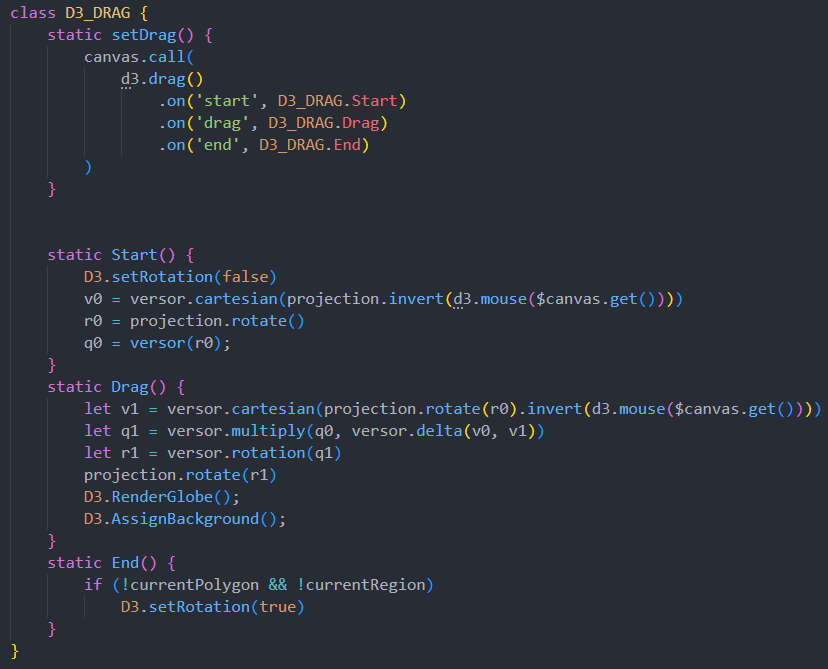 class D3_DRAG {
    static setDrag() {
        canvas.call(
            d3.drag()
                .on('start', D3_DRAG.Start)
                .on('drag', D3_DRAG.Drag)
                .on('end', D3_DRAG.End)
        )
    }
    static Start() {
        D3.setRotation(false)
        v0 = versor.cartesian(projection.invert(d3.mouse($canvas.get())))
        r0 = projection.rotate()
        q0 = versor(r0);
    }
    static Drag() {
        let v1 = versor.cartesian(projection.rotate(r0).invert(d3.mouse($canvas.get())))
        let q1 = versor.multiply(q0, versor.delta(v0, v1))
        let r1 = versor.rotation(q1)
        projection.rotate(r1)
        D3.RenderGlobe();
        D3.AssignBackground();
    }
    static End() {
        if (!currentPolygon && !currentRegion)
            D3.setRotation(true)
    }
}